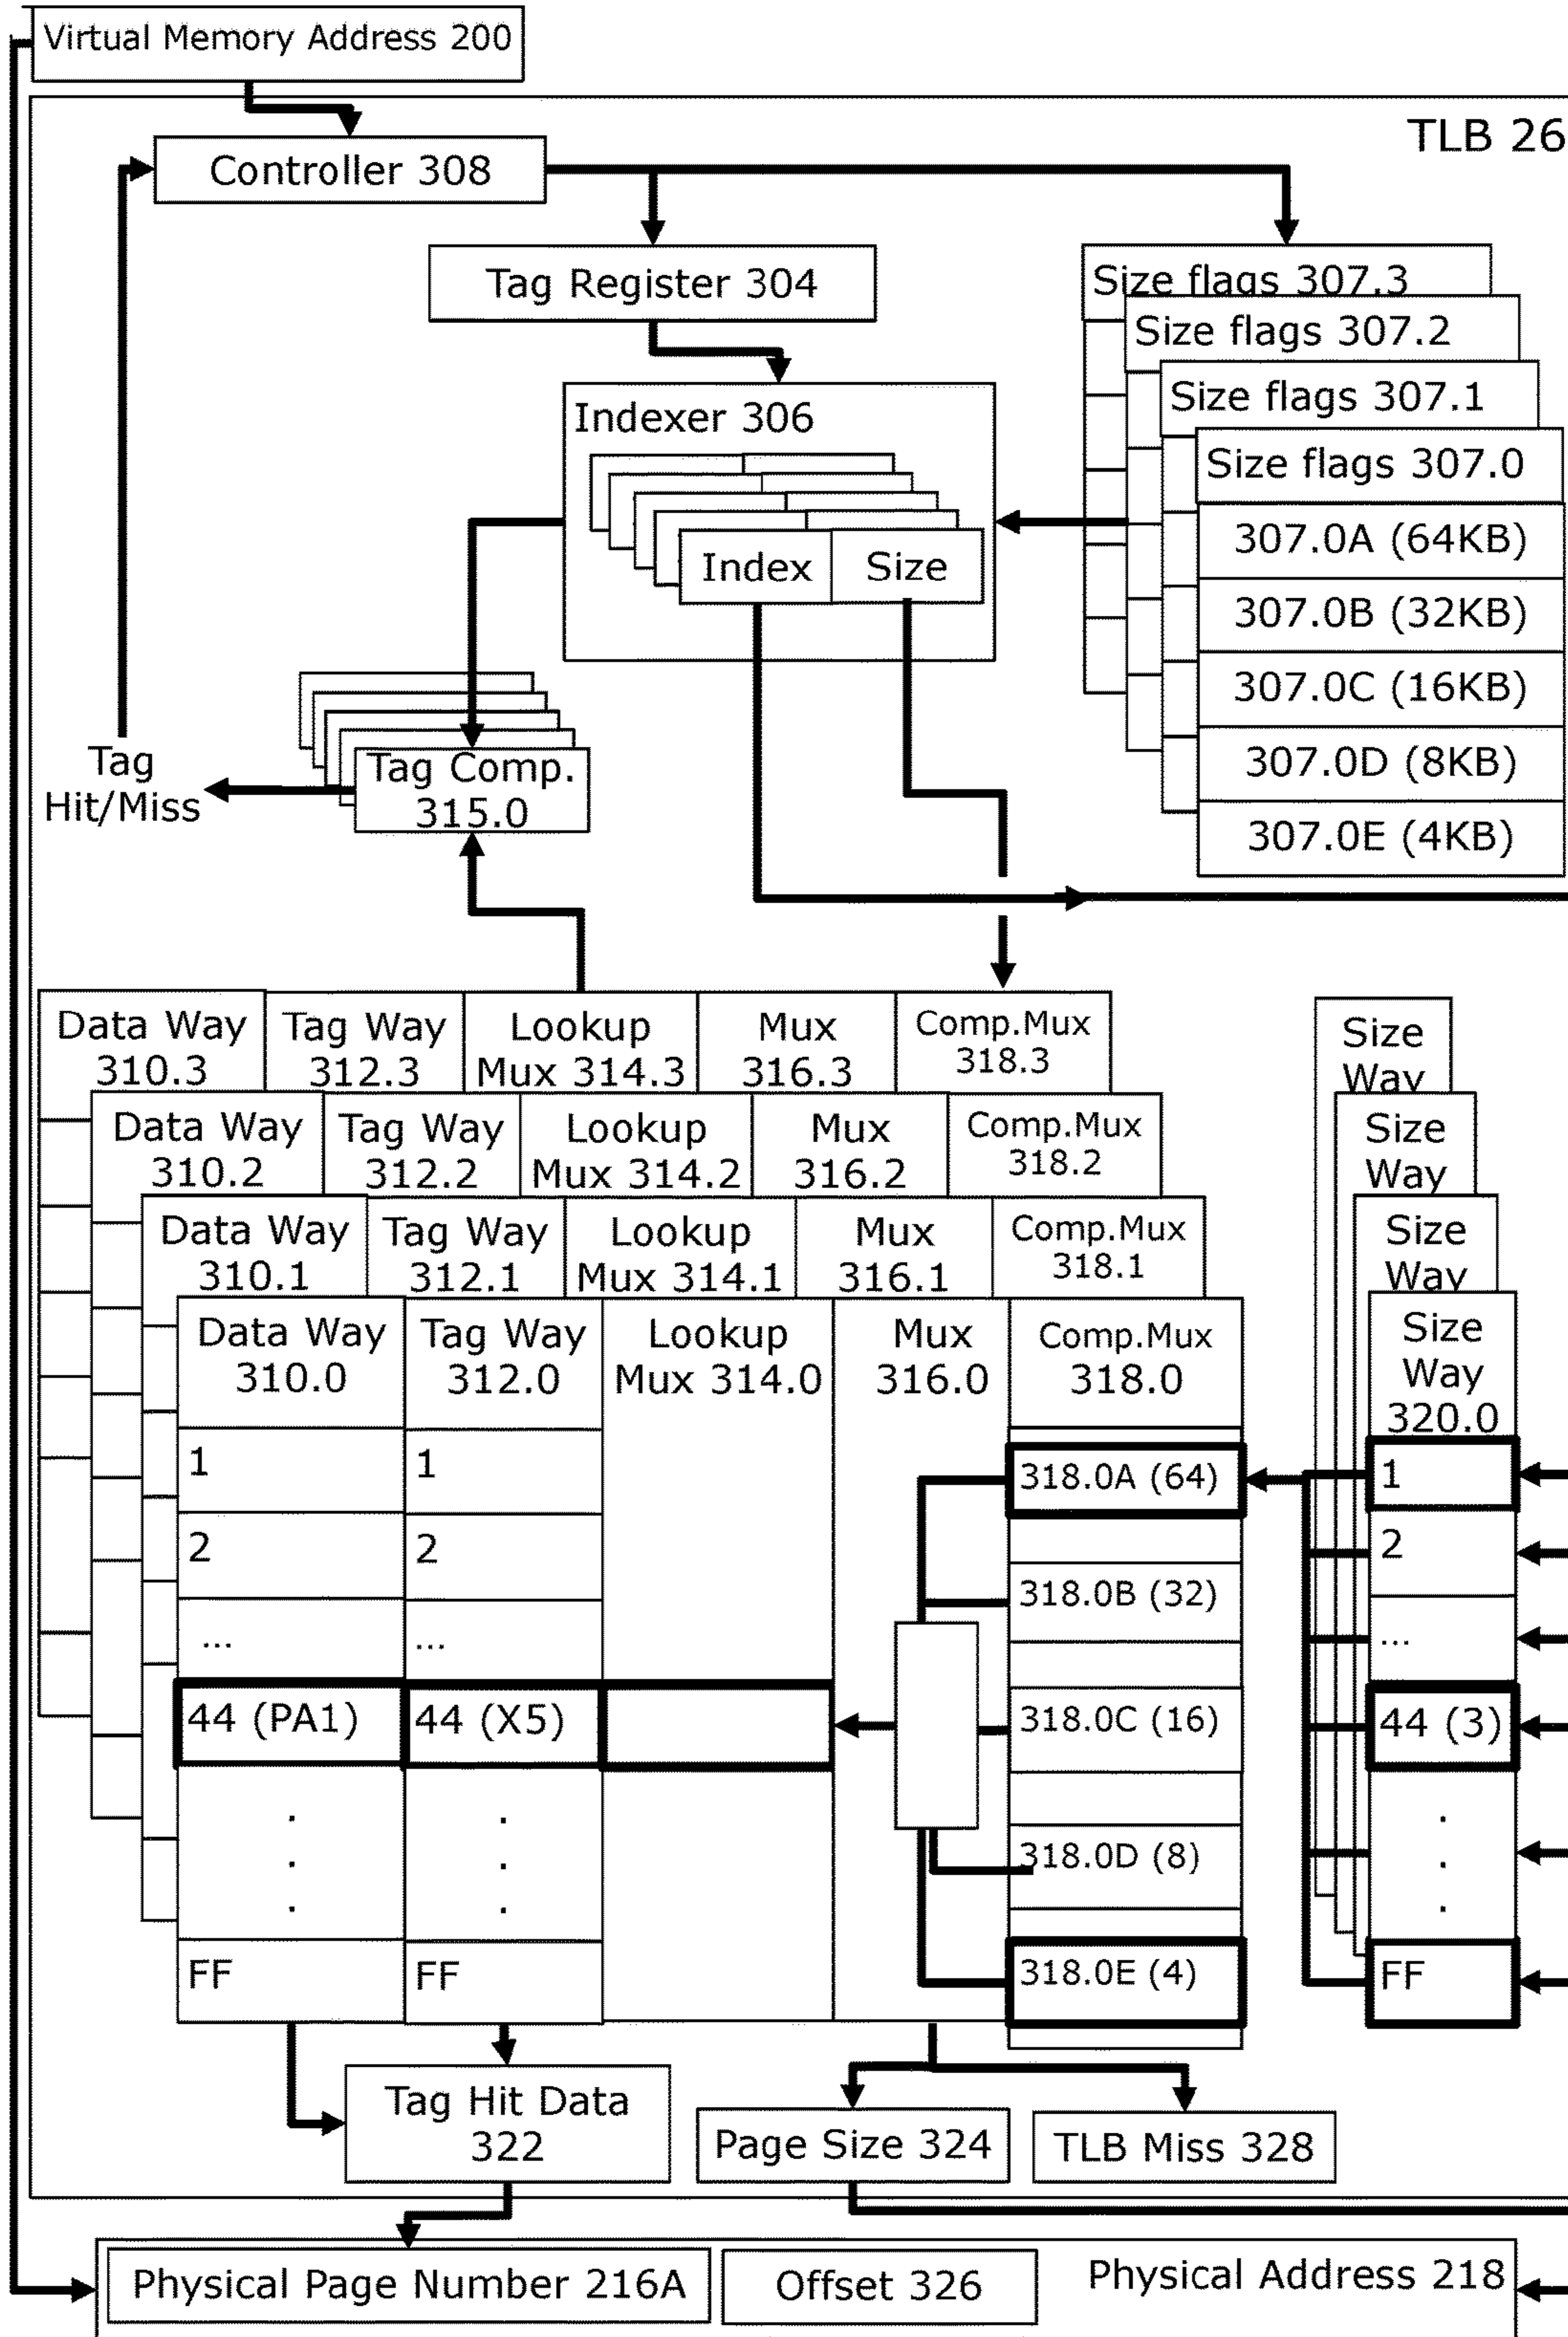 Virtual Memory Address 200
TLB 26
Controller 308
Tag Register 304
Size flags 307.3
Size flags 307.2
Size flags 307.1
Size flags 307.0
307.0A (64KB)
307.0B (32KB)
307.0C (16KB)
307.0D (8KB)
307.0E (4KB)
Indexer 306
Index
Size
Tag
Hit/Miss
Tag Comp.
315.0
Data Way
310.3
Tag Way
312.3
Lookup
Mux 314.3
Mux
316.3
Comp.Mux
318.3
Data Way
310.2
Tag Way
312.2
Lookup
Mux 314.2
Mux
316.2
Comp.Mux
318.2
Data Way
310.1
Tag Way
312.1
Lookup
Mux 314.1
Mux
316.1
Comp.Mux
318.1
Data Way
310.0
Tag Way
312.0
Lookup
Mux 314.0
Mux
316.0
Comp.Mux
318.0
Size
Way
Size
Way
Size
Way
Size
Way
320.0
1
1
318.0A (64)
1
2
2
318.0B (32)
2
...
...
...
44 (PA1)
44 (X5)
318.0C (16)
44 (3)
.
.
.
.
.
.
318.0D (8)
.
.
.
FF
FF
318.0E (4)
FF
Tag Hit Data
322
Page Size 324
TLB Miss 328
Physical Page Number 216A
Offset 326
Physical Address 218